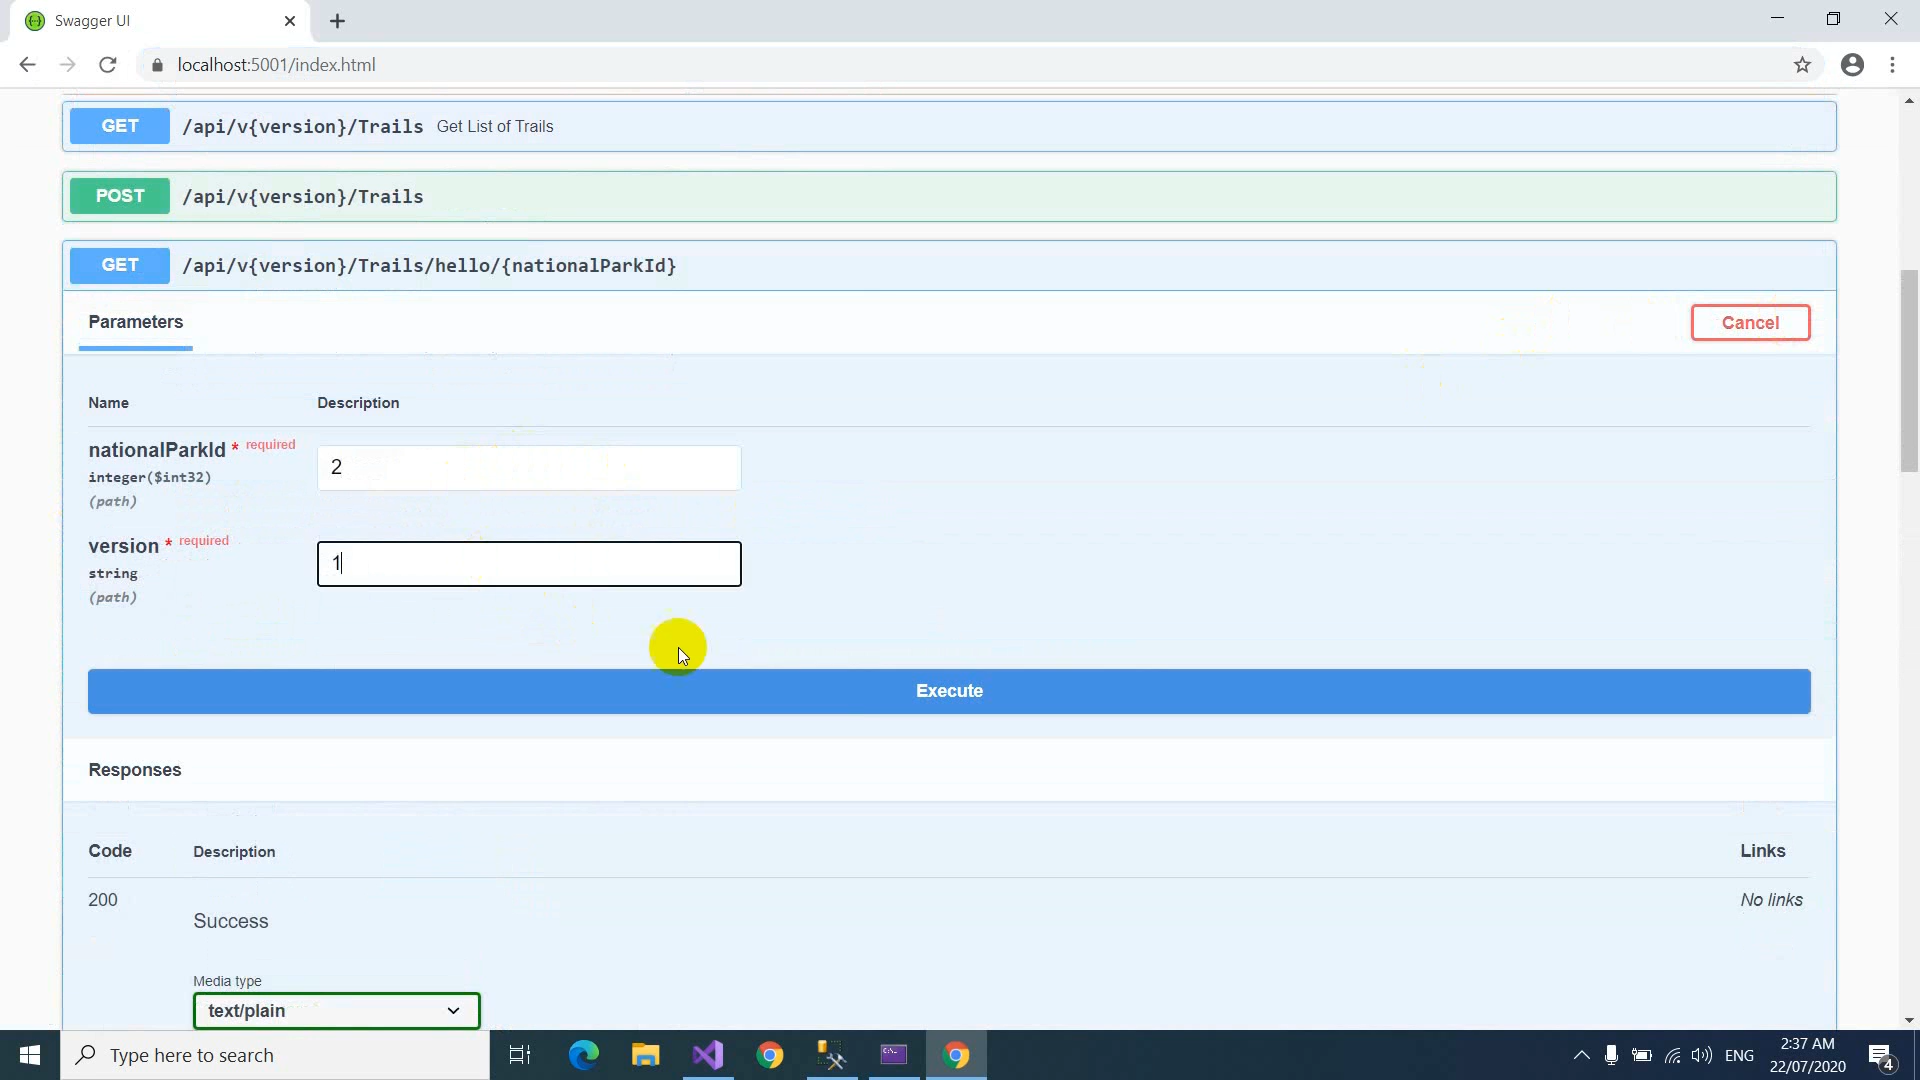 Swagger UI
localhost:5001/index.html
GET /api/v{version}/Trails Get List of Trails
POST /api/v{version}/Trails
GET /api/v{version}/Trails/hello/{nationalParkId}
Parameters
Cancel
Name Description
nationalParkId * required
integer($int32)
(path)
2
version * required
string
(path)
1
Execute
Responses
Code Description Links
200
Success
No links
Media type
text/plain
Type here to search
C:\.
ENG
2:37 AM
22/07/2020
4